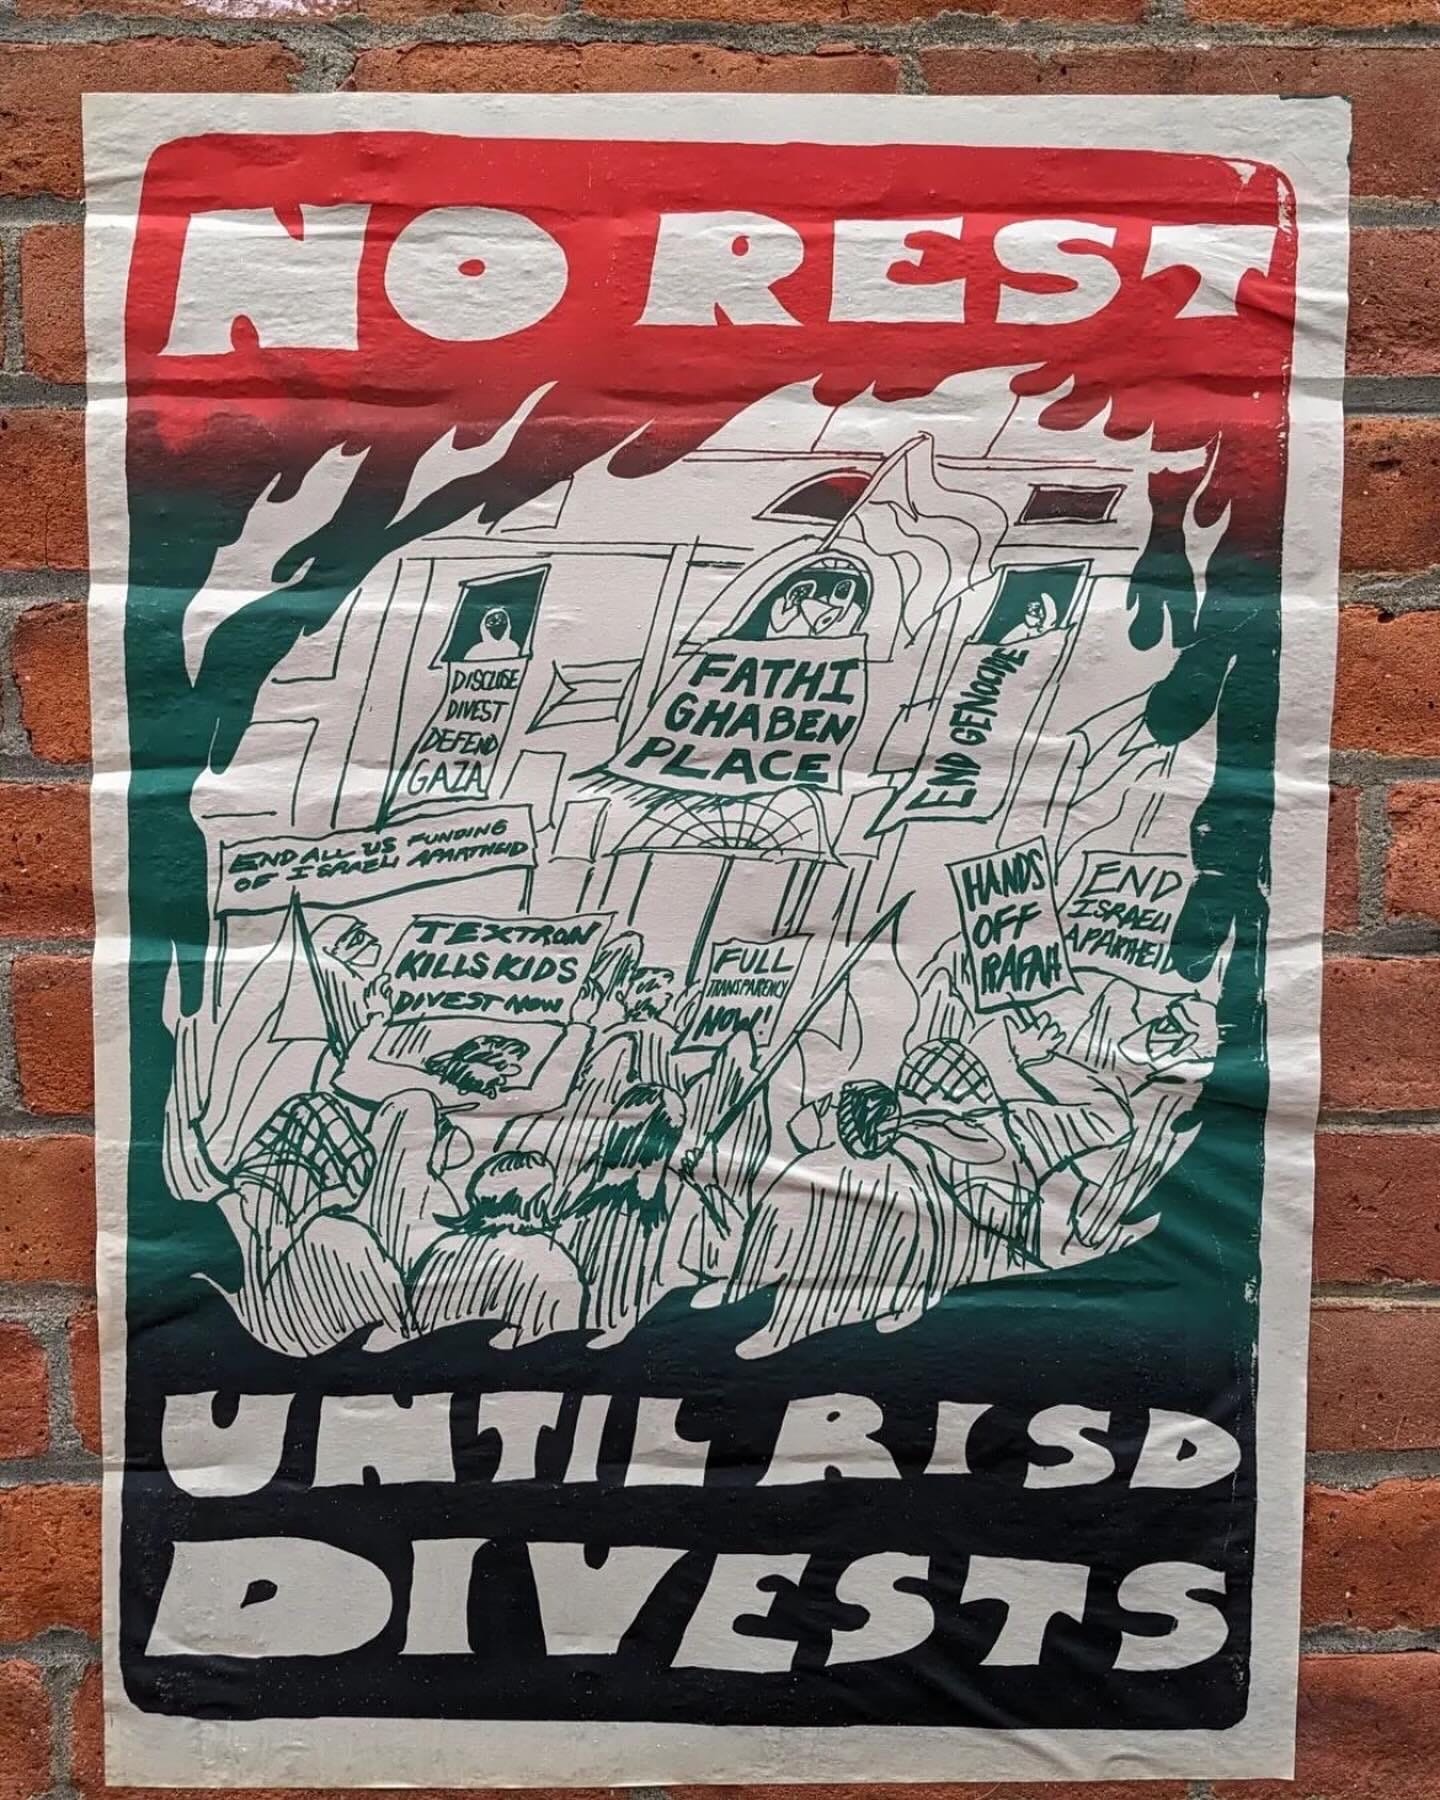 NO REST
DISCLOSE
DIVEST
DEFEND
GAZA
FATHI
GHABEN
PLACE
END GENOCIDE
END ALL US FUNDING
OF ISRAELI APARTHEID
TEXTRON
KILLS KIDS
DIVEST NOW
FULL
TRANSPARENCY
NOW!
HANDS
OFF
RAFAH
END
ISRAELI
APARTHEID
UNTIL RISD
DIVESTS